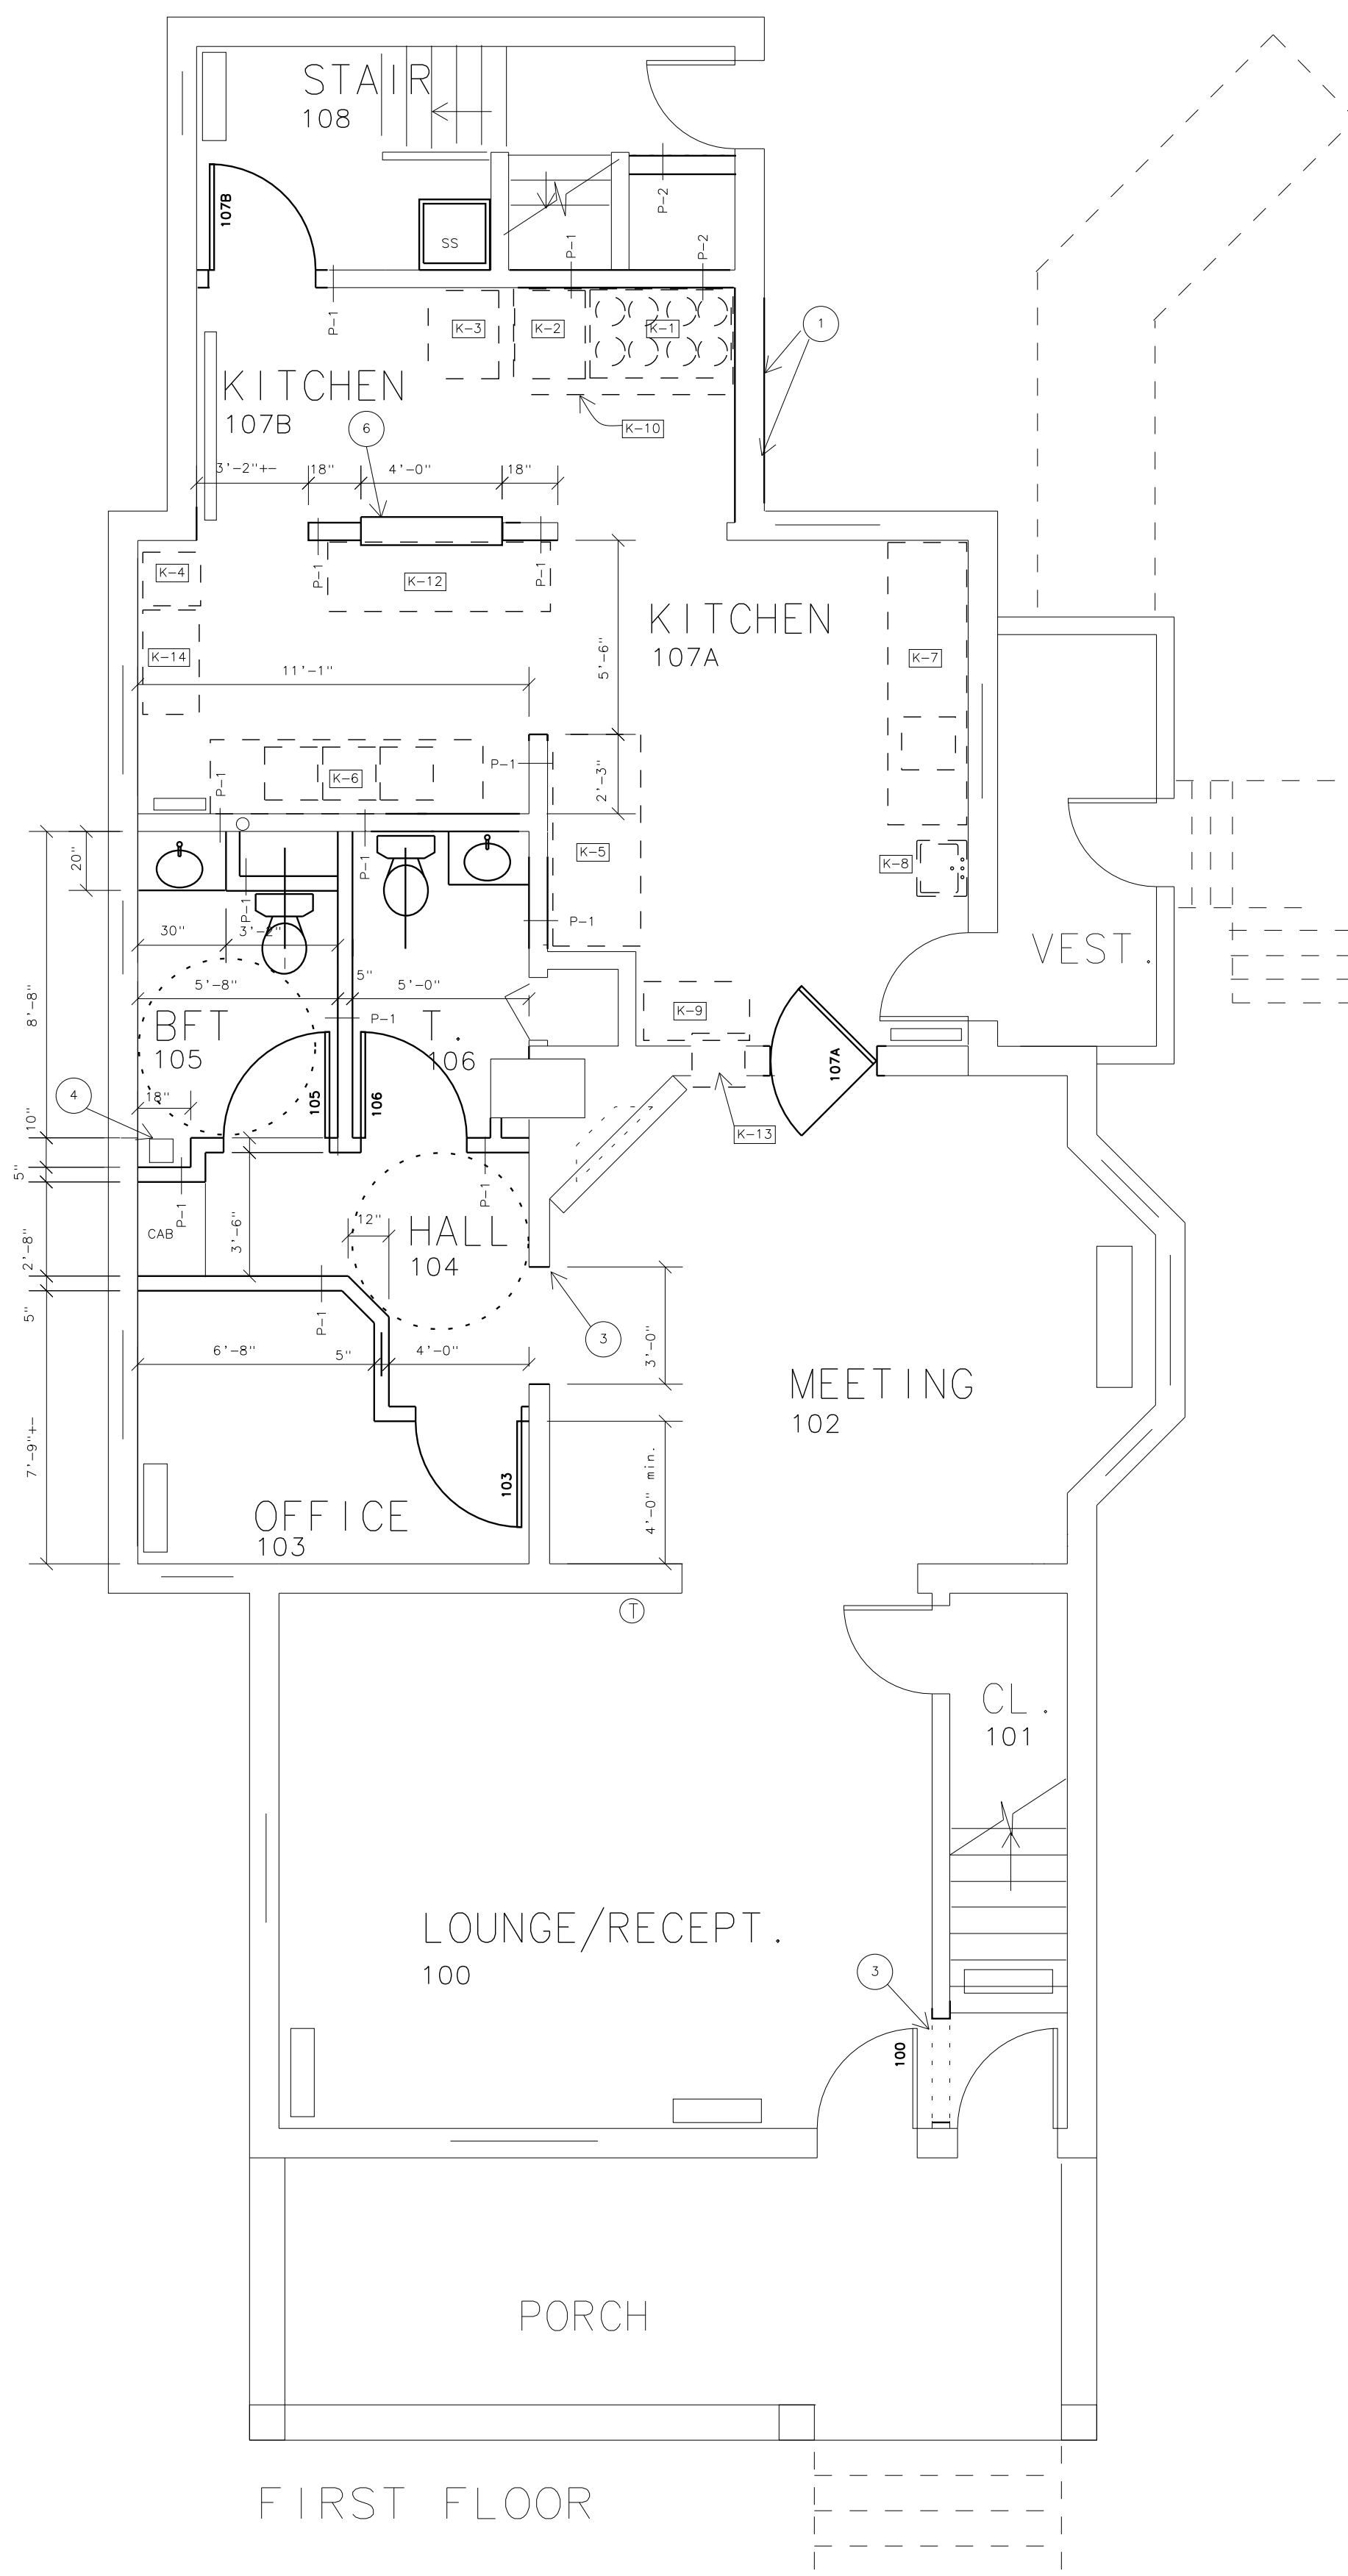 STAIR
108
107B
SS
P-2
P-1
P-2
P-1
K-3
K-2
K-1
1
KITCHEN
107B
K-10
6
3'-2"+-
18"
4'-0"
18"
K-4
P-1
K-12
P-1
KITCHEN
107A
K-14
K-7
11'-1"
5'-6"
P-1
K-6
P-1
2'-3"
20"
P-1
K-5
K-8
P-1
P-1
30"
3'-2"
VEST.
5'-8"
5"
5'-0"
8'-8"
K-9
BFT
105
P-1
T.
106
107A
4
18"
105
106
K-13
10"
5"
P-1
P-1
CAB
3'-6"
12"
HALL
104
2'-8"
5"
P-1
3
3'-0"
6'-8"
5"
4'-0"
MEETING
102
7'-9"+-
4'-0" min.
103
OFFICE
103
T
CL.
101
LOUNGE/RECEPT.
100
3
100
PORCH
FIRST FLOOR